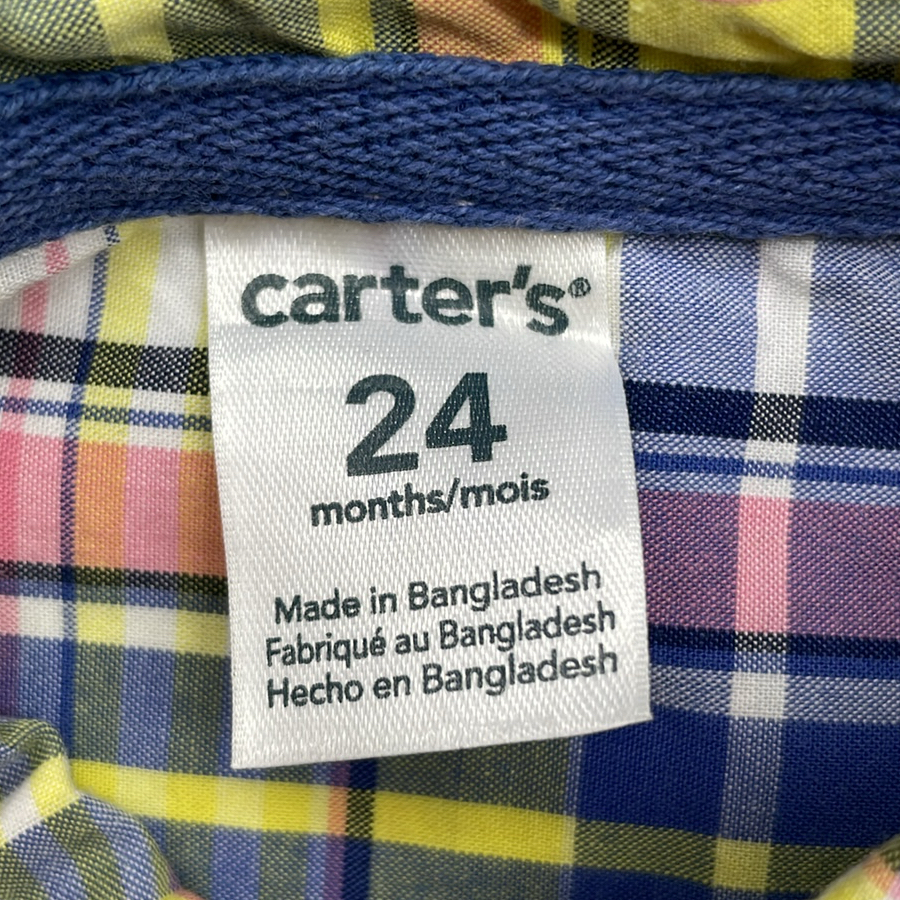 carter's®
24
months/mois
Made in Bangladesh
Fabriqué au Bangladesh
Hecho en Bangladesh